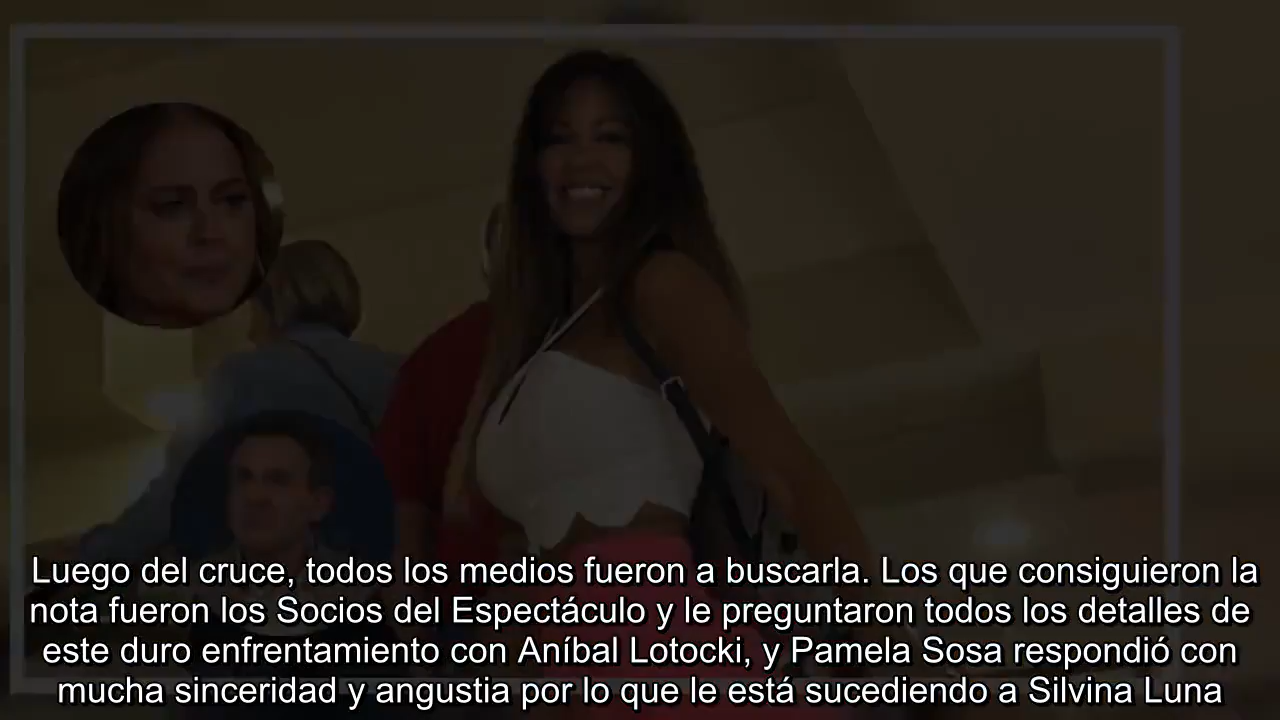 Luego del cruce, todos los medios fueron a buscarla. Los que consiguieron la
nota fueron los Socios del Espectáculo y le preguntaron todos los detalles de
este duro enfrentamiento con Aníbal Lotocki, y Pamela Sosa respondió con
mucha sinceridad y angustia por lo que le está sucediendo a Silvina Luna